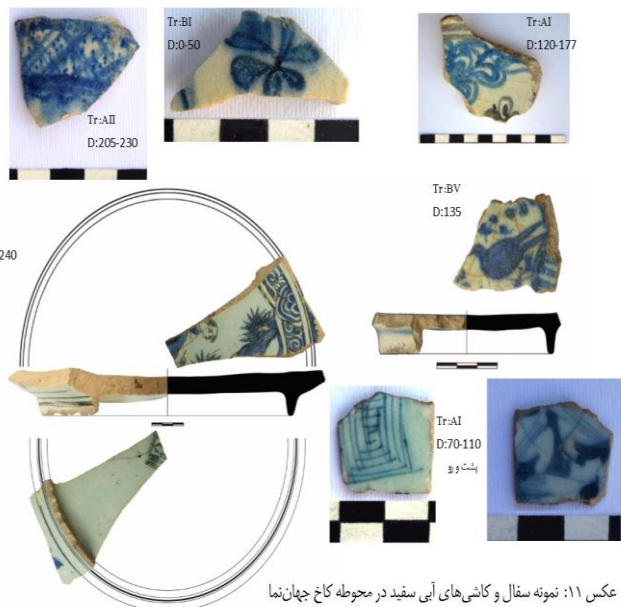 Tr:AII
D:205-230
Tr:BI
D:0-50
Tr:AI
D:120-177
Tr:BV
D:135
240
Tr:AI
D:70-110
پشت و رو
عکس ۱۱: نمونه سفال و کاشی‌های آبی سفید در محوطه کاخ جهان‌نما